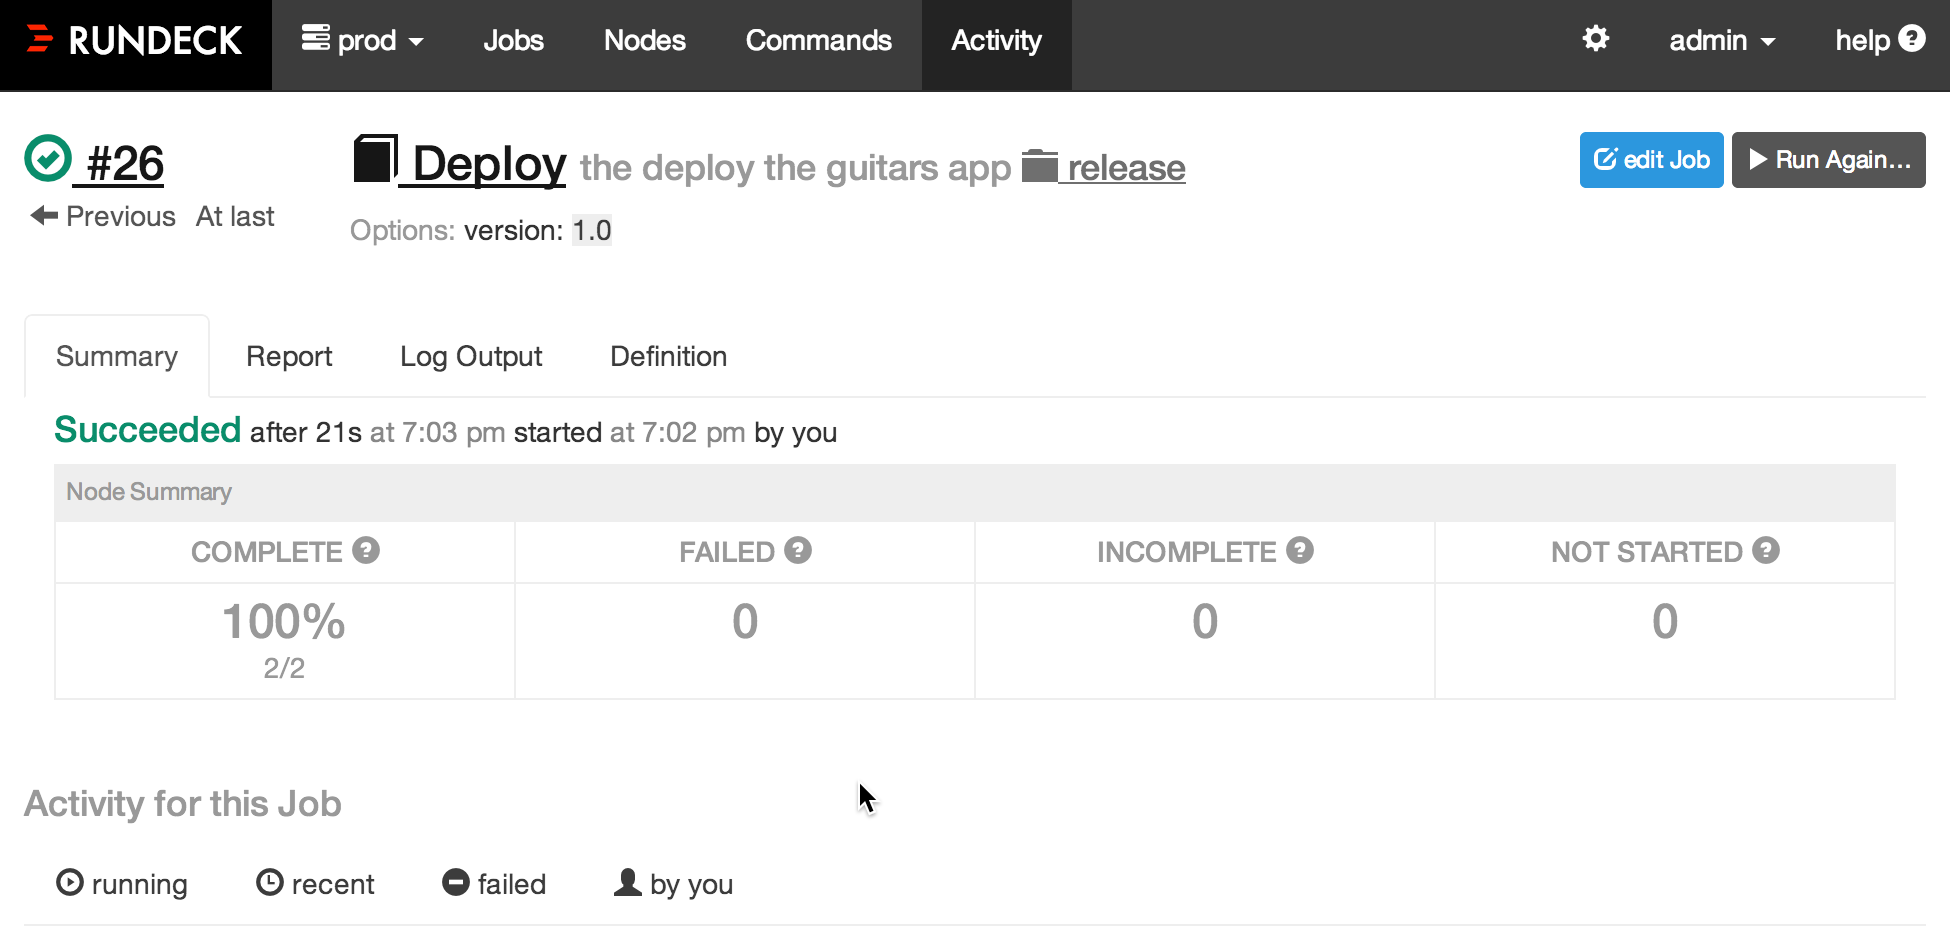 RUNDECK prod Jobs Nodes Commands Activity admin help
#26 Deploy the deploy the guitars app release edit Job Run Again...
Previous At last
Options: version: 1.0
Summary Report Log Output Definition
Succeeded after 21s at 7:03 pm started at 7:02 pm by you
Node Summary
COMPLETE FAILED INCOMPLETE NOT STARTED
100% 0 0 0
2/2
Activity for this Job
running recent failed by you